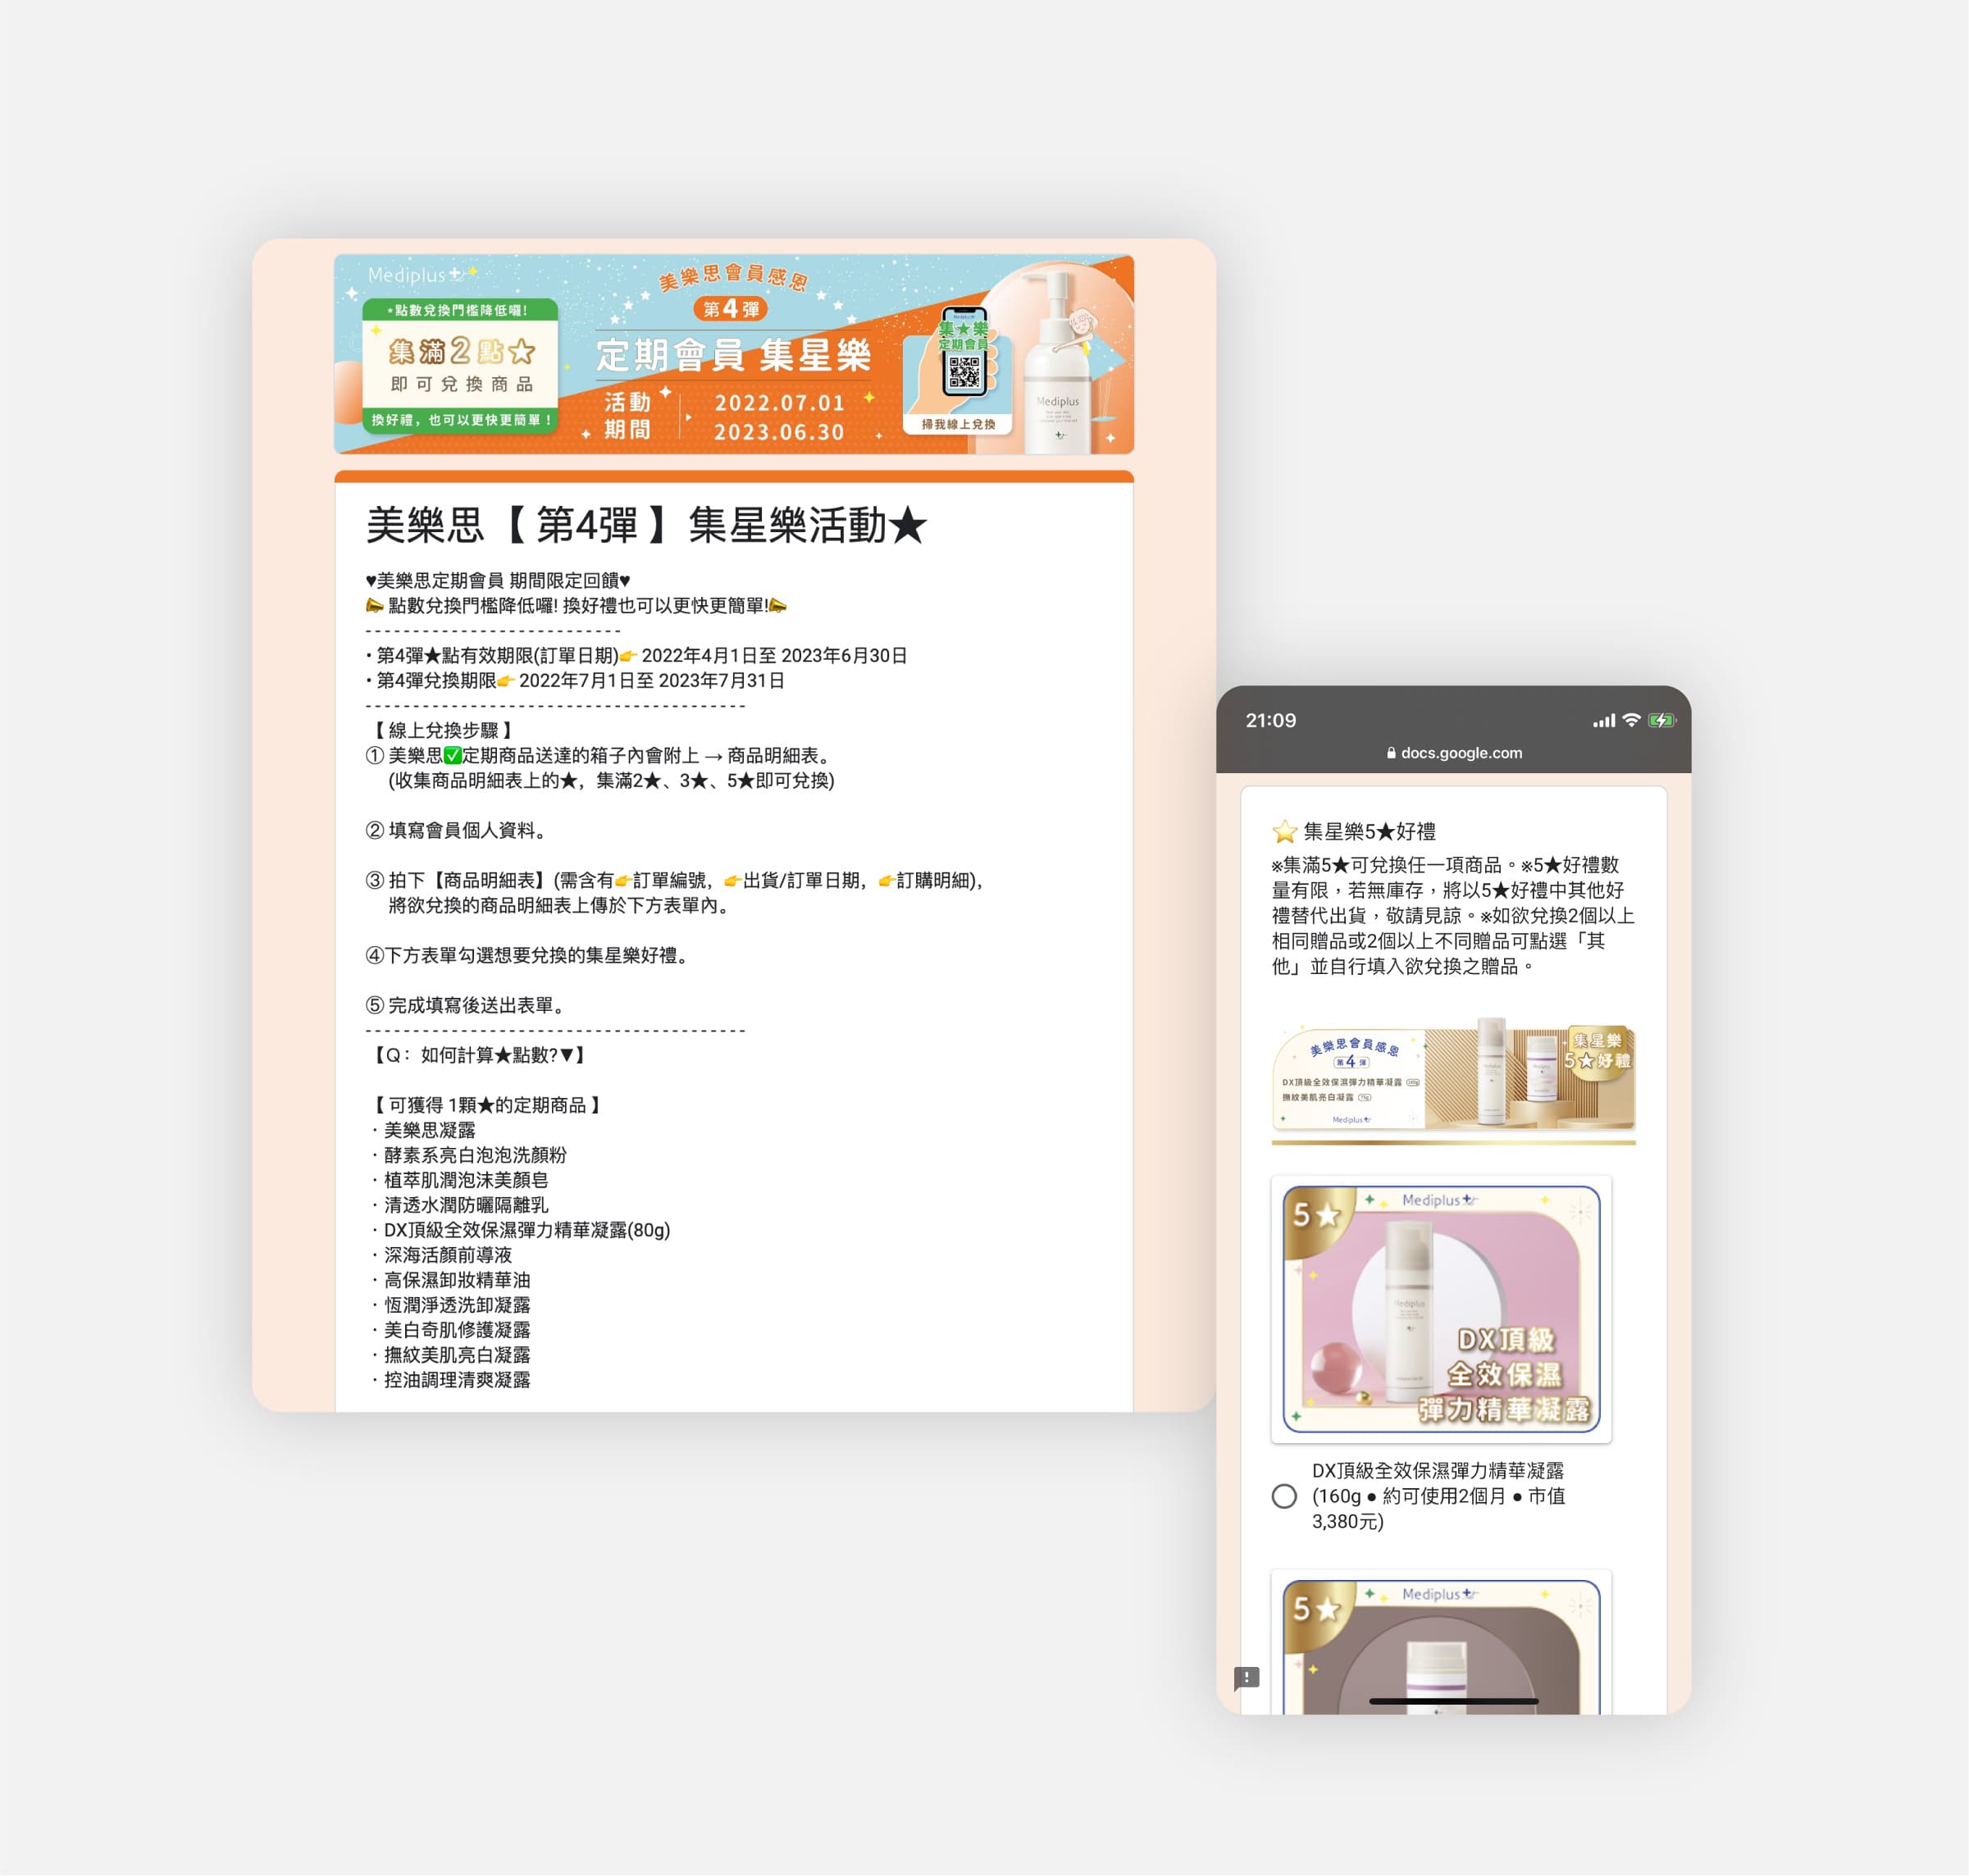 Mediplus
•點數兌換門檻降低囉!
集滿2點☆
即可兌換商品
換好禮，也可以更快更簡單！
美樂思會員感恩
第4彈
定期會員 集星樂
活動期間
2022.07.01
2023.06.30
集★樂
定期會員
掃我線上兌換
Mediplus
美樂思【 第4彈 】集星樂活動★
♥美樂思定期會員 期間限定回饋♥
📣 點數兌換門檻降低囉! 換好禮也可以更快更簡單!📣
---------------------------
• 第4彈★點有效期限(訂單日期)👉 2022年4月1日至 2023年6月30日
• 第4彈兌換期限👉 2022年7月1日至 2023年7月31日
----------------------------------------
【 線上兌換步驟 】
① 美樂思✅定期商品送達的箱子內會附上 → 商品明細表。
(收集商品明細表上的★，集滿2★、3★、5★即可兌換)
② 填寫會員個人資料。
③ 拍下【商品明細表】(需含有👉訂單編號，👉出貨/訂單日期，👉訂購明細)，
將欲兌換的商品明細表上傳於下方表單內。
④下方表單勾選想要兌換的集星樂好禮。
⑤ 完成填寫後送出表單。
----------------------------------------
【Q：如何計算★點數?▼】
【 可獲得 1顆★的定期商品 】
· 美樂思凝露
· 酵素系亮白泡泡洗顏粉
· 植萃肌潤泡沫美顏皂
· 清透水潤防曬隔離乳
· DX頂級全效保濕彈力精華凝露(80g)
· 深海活顏前導液
· 高保濕卸妝精華油
· 恆潤淨透洗卸凝露
· 美白奇肌修護凝露
· 撫紋美肌亮白凝露
· 控油調理清爽凝露
21:09
docs.google.com
⭐ 集星樂5★好禮
※集滿5★可兌換任一項商品。※5★好禮數
量有限，若無庫存，將以5★好禮中其他好
禮替代出貨，敬請見諒。※如欲兌換2個以上
相同贈品或2個以上不同贈品可點選「其
他」並自行填入欲兌換之贈品。
美樂思會員感恩
第4彈
DX頂級全效保濕彈力精華凝露
撫紋美肌亮白凝露
Mediplus
集星樂
5★好禮
5★
Mediplus
Mediplus
DX頂級
全效保濕
彈力精華凝露
DX頂級全效保濕彈力精華凝露
(160g ● 約可使用2個月 ● 市值
3,380元)
5★
Mediplus